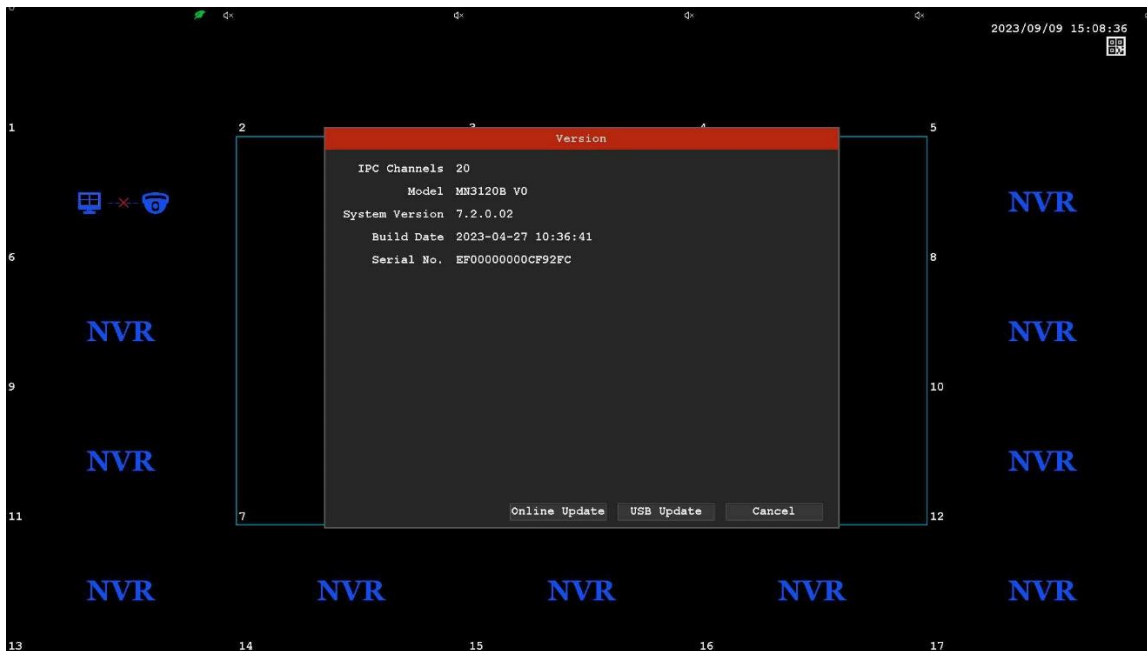 2023/09/09 15:08:36
1
2
5
Version
IPC Channels 20
Model MN3120B V0
NVR
System Version 7.2.0.02
Build Date 2023-04-27 10:36:41
6
8
Serial No. EF00000000CF92FC
NVR
NVR
9
10
NVR
NVR
Online Update USB Update Cancel
11
7
12
NVR NVR NVR NVR NVR
13 14 15 16 17